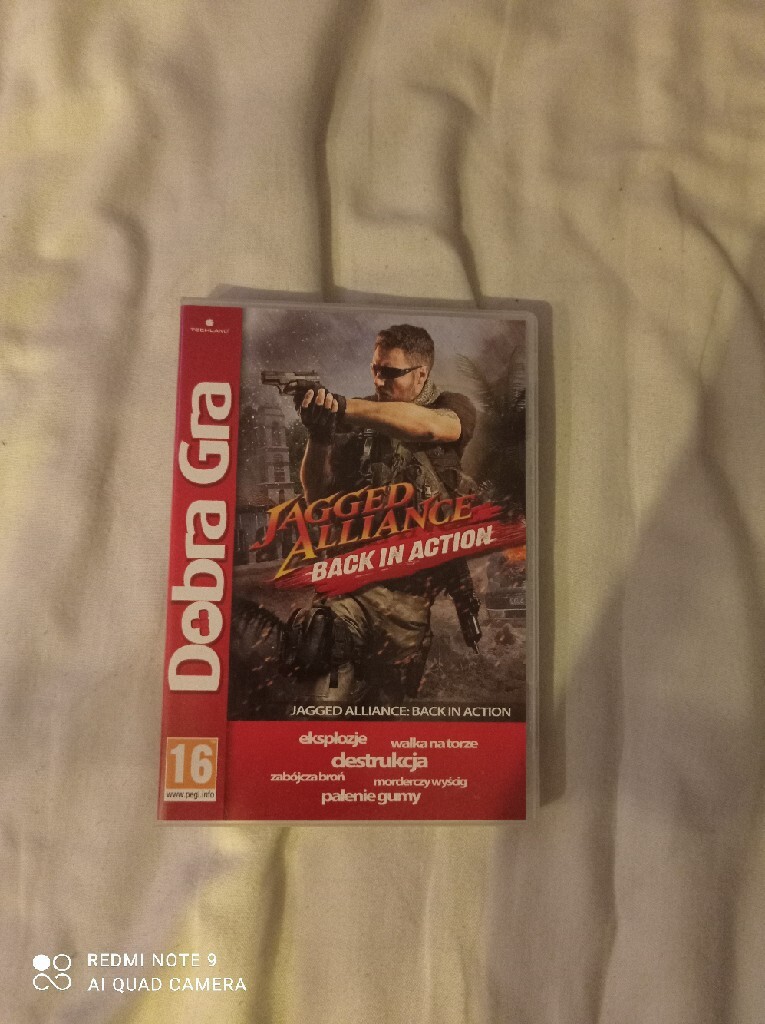 TECHLAND
Dobra Gra
JAGGED
ALLIANCE
BACK IN ACTION
JAGGED ALLIANCE: BACK IN ACTION
eksplozje
walka na torze
destrukcja
zabójcza broń
morderczy wyścig
palenie gumy
16
www.pegi.info
REDMI NOTE 9
AI QUAD CAMERA